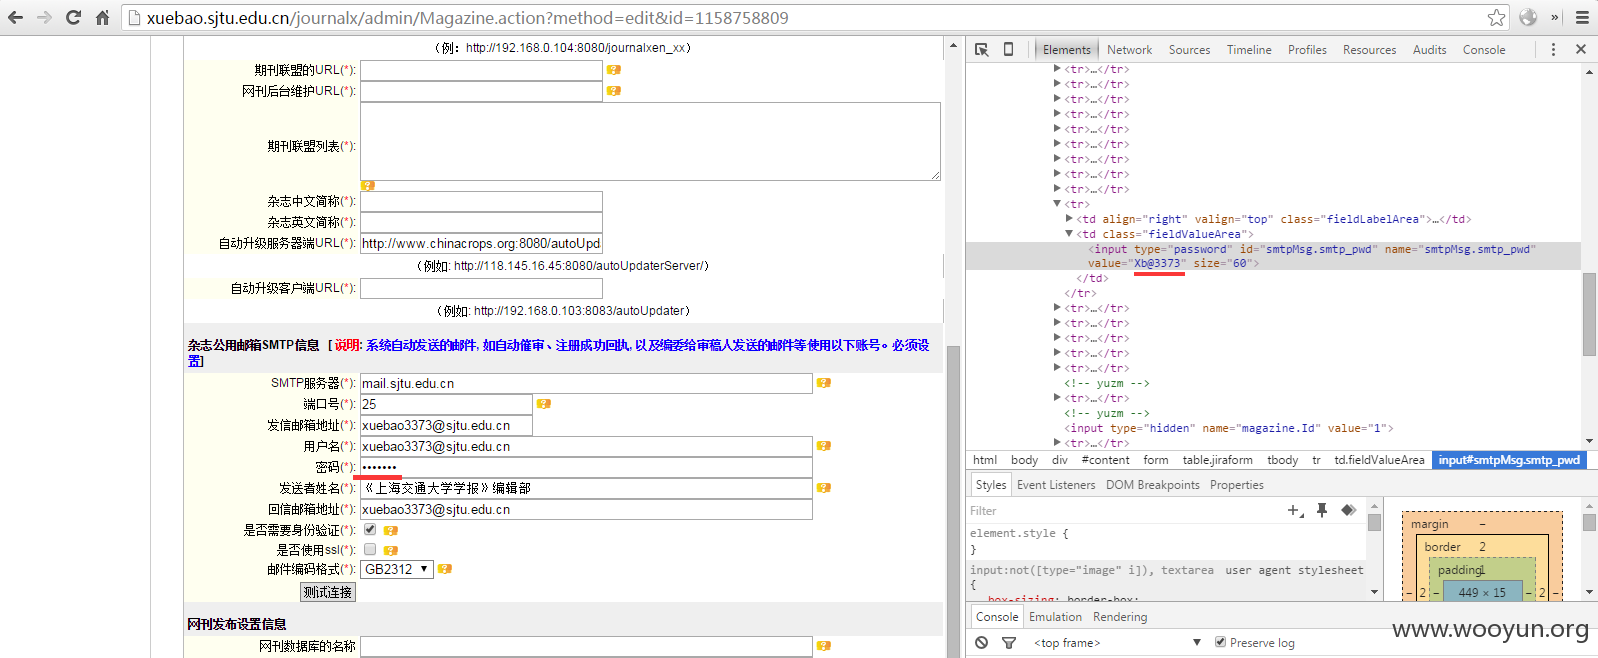 xuebao.sjtu.edu.cn/journalx/admin/Magazine.action?method=edit&id=1158758809
(例：http://192.168.0.104:8080/journalxen_xx)
期刊联盟的URL(*):
网刊后台维护URL(*):
期刊联盟列表(*):
杂志中文简称(*):
杂志英文简称(*):
自动升级服务器端URL(*): http://www.chinacrops.org:8080/autoUpd
(例如: http://118.145.16.45:8080/autoUpdaterServer/)
自动升级客户端URL(*):
(例如: http://192.168.0.103:8083/autoUpdater)
杂志公用邮箱SMTP信息 [ 说明: 系统自动发送的邮件, 如自动催审、注册成功回执, 以及编委给审稿人发送的邮件等使用以下账号。必须设
置]
SMTP服务器(*): mail.sjtu.edu.cn
端口号(*): 25
发信邮箱地址(*): xuebao3373@sjtu.edu.cn
用户名(*): xuebao3373@sjtu.edu.cn
密码(*): •••••••
发送者姓名(*): 《上海交通大学学报》编辑部
回信邮箱地址(*): xuebao3373@sjtu.edu.cn
是否需要身份验证(*):
是否使用ssl(*):
邮件编码格式(*): GB2312
测试连接
网刊发布设置信息
网刊数据库的名称
Elements Network Sources Timeline Profiles Resources Audits Console
<tr>…</tr>
<tr>…</tr>
<tr>…</tr>
<tr>…</tr>
<tr>…</tr>
<tr>…</tr>
<tr>…</tr>
<tr>…</tr>
<tr>…</tr>
<tr>
<td align="right" valign="top" class="fieldLabelArea">…</td>
<td class="fieldValueArea">
<input type="password" id="smtpMsg.smtp_pwd" name="smtpMsg.smtp_pwd"
value="Xb@3373" size="60">
</td>
</tr>
<tr>…</tr>
<tr>…</tr>
<tr>…</tr>
<tr>…</tr>
<tr>…</tr>
<!-- yuzm -->
<tr>…</tr>
<!-- yuzm -->
<input type="hidden" name="magazine.Id" value="1">
<tr>…</tr>
html body div #content form table.jiraform tbody tr td.fieldValueArea input#smtpMsg.smtp_pwd
Styles Event Listeners DOM Breakpoints Properties
Filter
element.style {
}
input:not([type="image" i]), textarea user agent stylesheet
{
box-sizing: border-box;
margin –
border 2
padding 1
– 2 – 449 × 15 – 2 –
Console Emulation Rendering
<top frame> Preserve log
www.wooyun.org